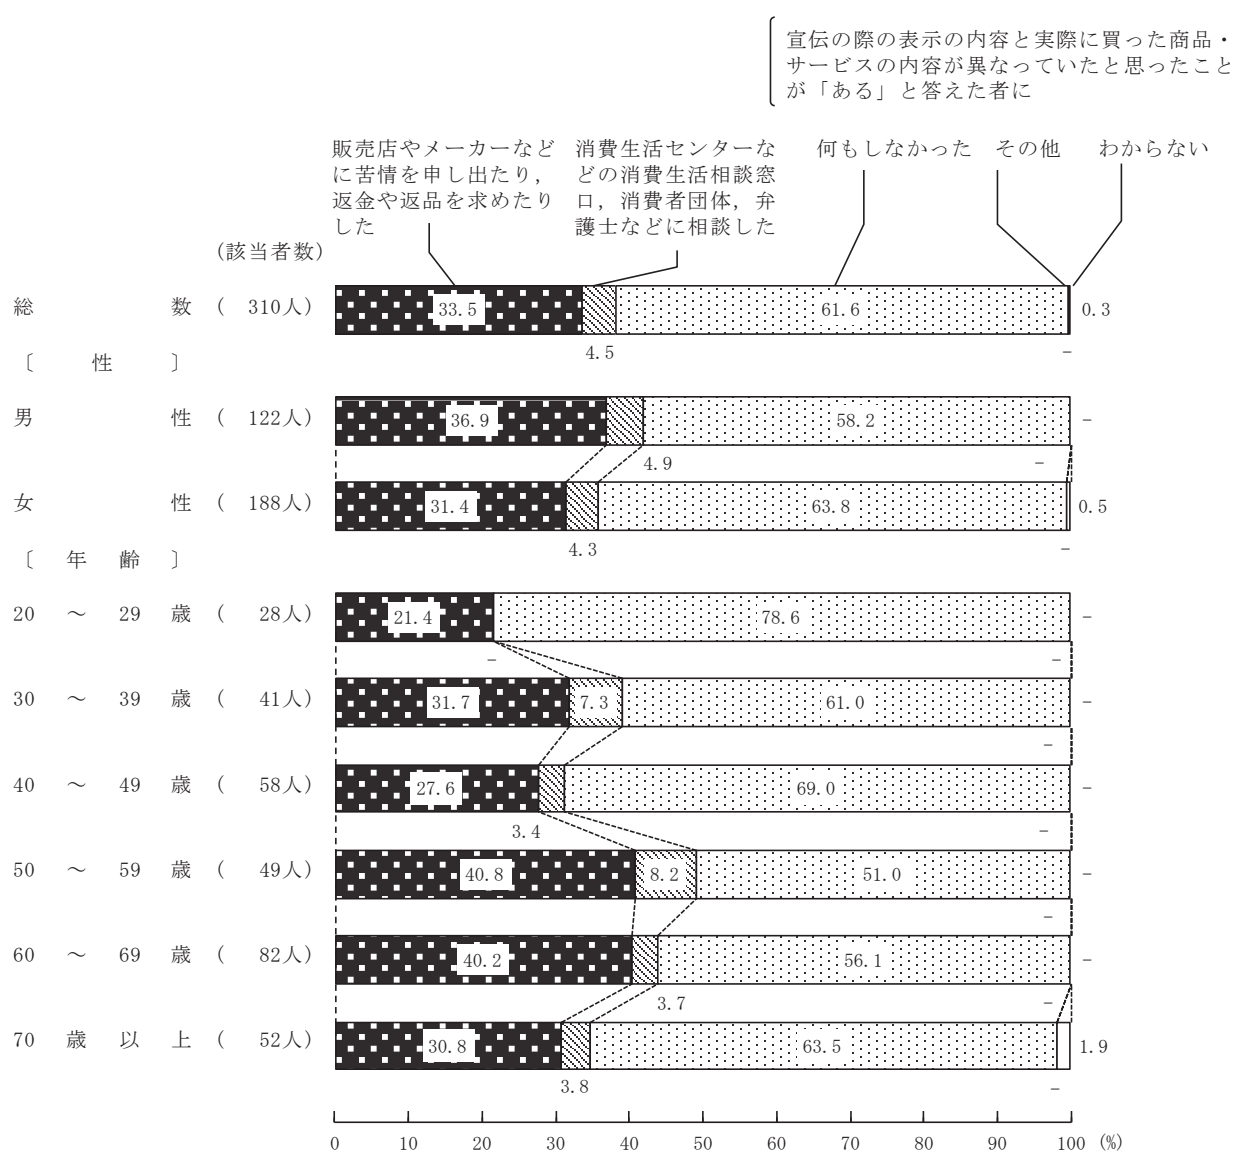 宣伝の際の表示の内容と実際に買った商品・
サービスの内容が異なっていたと思ったこと
が「ある」と答えた者に
販売店やメーカーなど
に苦情を申し出たり，
返金や返品を求めたり
した
消費生活センターな
どの消費生活相談窓
口，消費者団体，弁
護士などに相談した
何もしなかった
その他
わからない
(該当者数)
総 数 ( 310人) 33.5 61.6 0.3
4.5 −
〔 性 〕
男 性 ( 122人) 36.9 58.2 −
4.9 −
女 性 ( 188人) 31.4 63.8 0.5
4.3 −
〔 年 齢 〕
20 ～ 29 歳 ( 28人) 21.4 78.6 −
− −
30 ～ 39 歳 ( 41人) 31.7 7.3 61.0 −
−
40 ～ 49 歳 ( 58人) 27.6 69.0 −
3.4 −
50 ～ 59 歳 ( 49人) 40.8 8.2 51.0 −
−
60 ～ 69 歳 ( 82人) 40.2 56.1 −
3.7 −
70 歳 以 上 ( 52人) 30.8 63.5 1.9
3.8 −
0 10 20 30 40 50 60 70 80 90 100 (%)